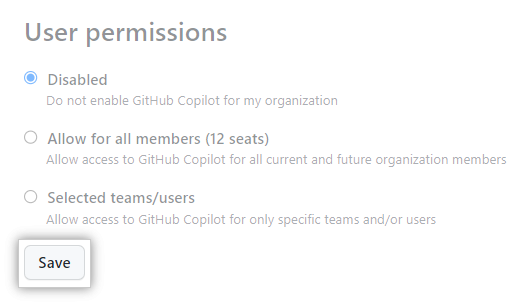 User permissions
Disabled
Do not enable GitHub Copilot for my organization
Allow for all members (12 seats)
Allow access to GitHub Copilot for all current and future organization members
Selected teams/users
Allow access to GitHub Copilot for only specific teams and/or users
Save